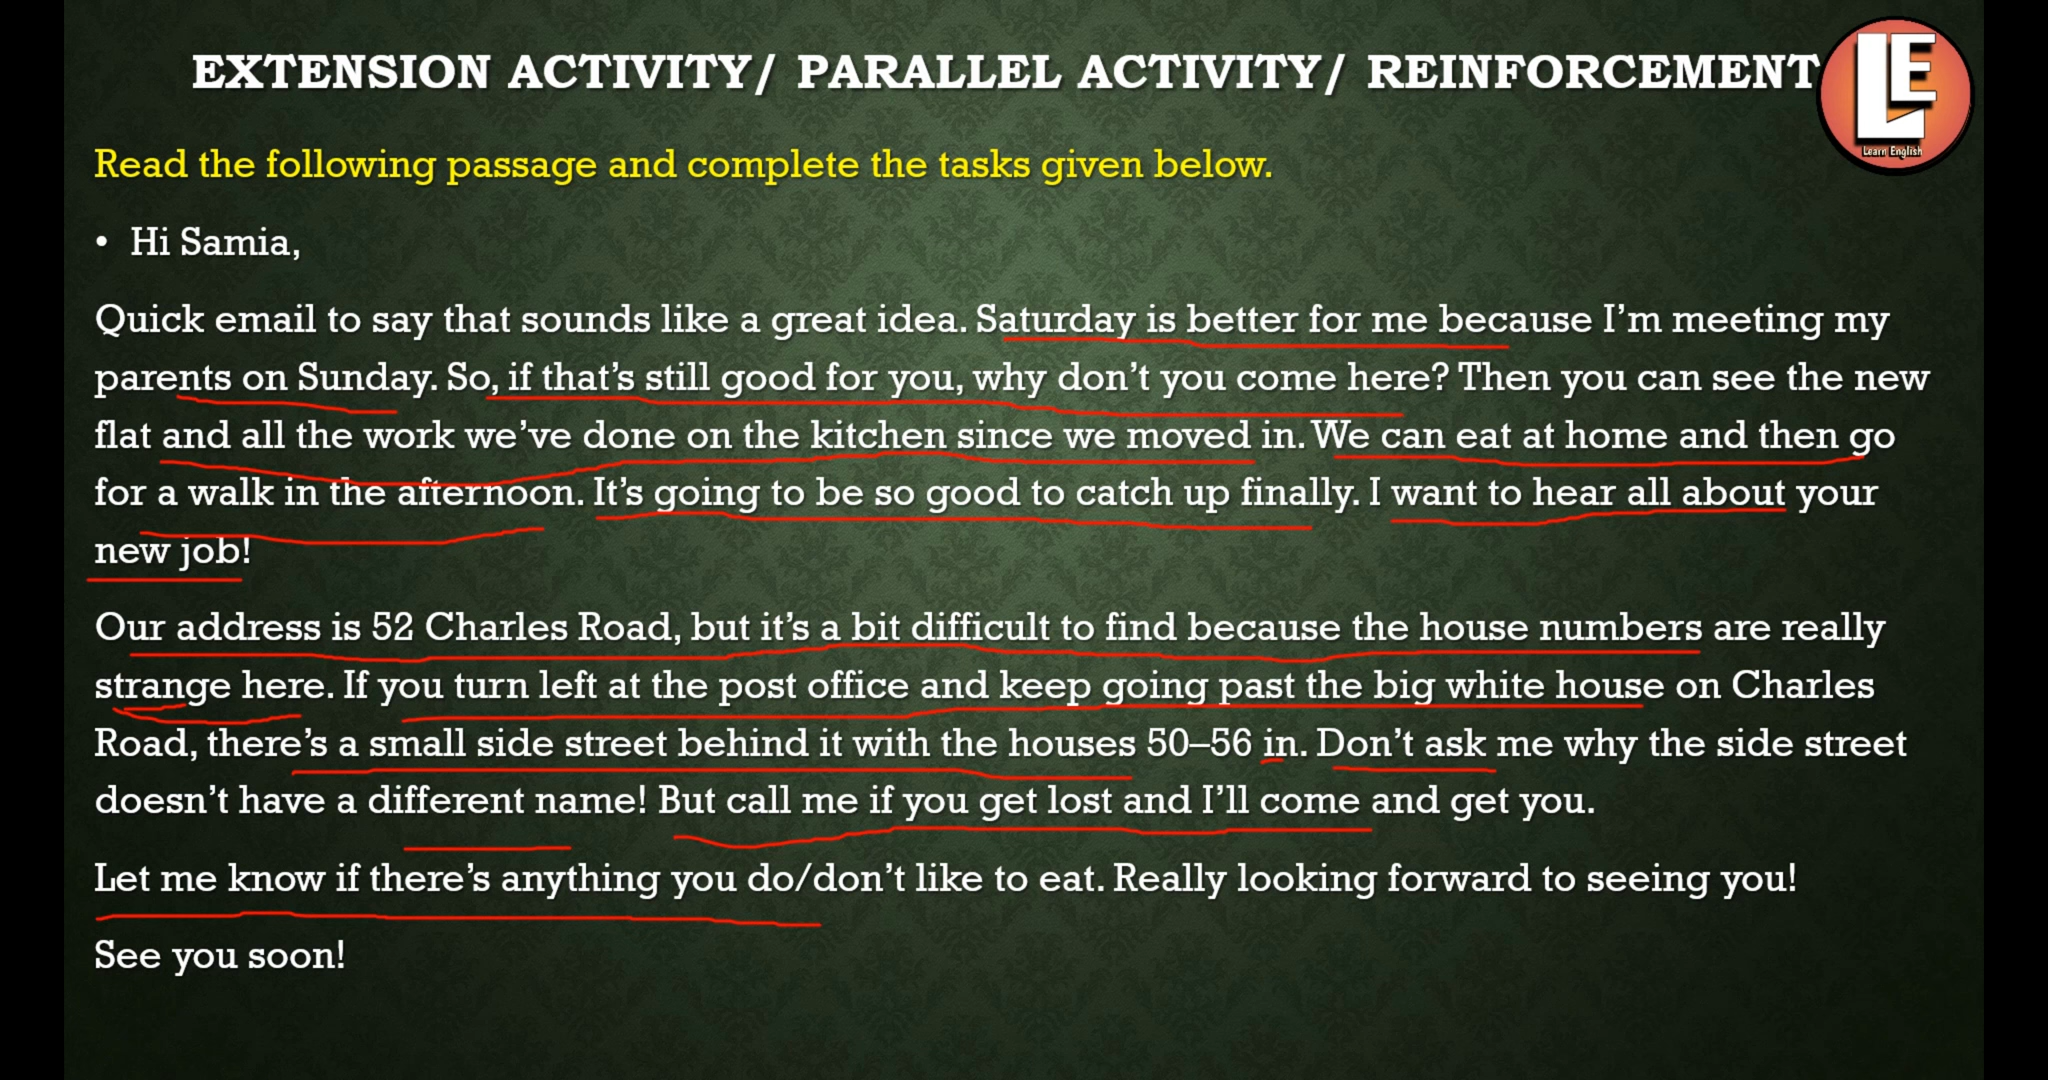 EXTENSION ACTIVITY/ PARALLEL ACTIVITY/ REINFORCEMENT
LE
Learn English
Read the following passage and complete the tasks given below.
• Hi Samia,
Quick email to say that sounds like a great idea. Saturday is better for me because I’m meeting my
parents on Sunday. So, if that’s still good for you, why don’t you come here? Then you can see the new
flat and all the work we’ve done on the kitchen since we moved in. We can eat at home and then go
for a walk in the afternoon. It’s going to be so good to catch up finally. I want to hear all about your
new job!
Our address is 52 Charles Road, but it’s a bit difficult to find because the house numbers are really
strange here. If you turn left at the post office and keep going past the big white house on Charles
Road, there’s a small side street behind it with the houses 50–56 in. Don’t ask me why the side street
doesn’t have a different name! But call me if you get lost and I’ll come and get you.
Let me know if there’s anything you do/don’t like to eat. Really looking forward to seeing you!
See you soon!